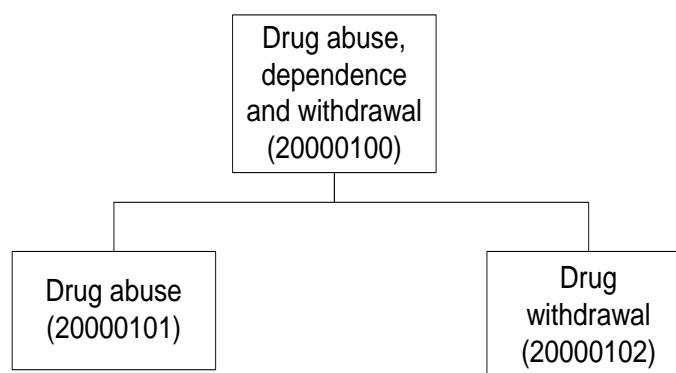 Drug abuse,
dependence
and withdrawal
(20000100)
Drug abuse
(20000101)
Drug
withdrawal
(20000102)